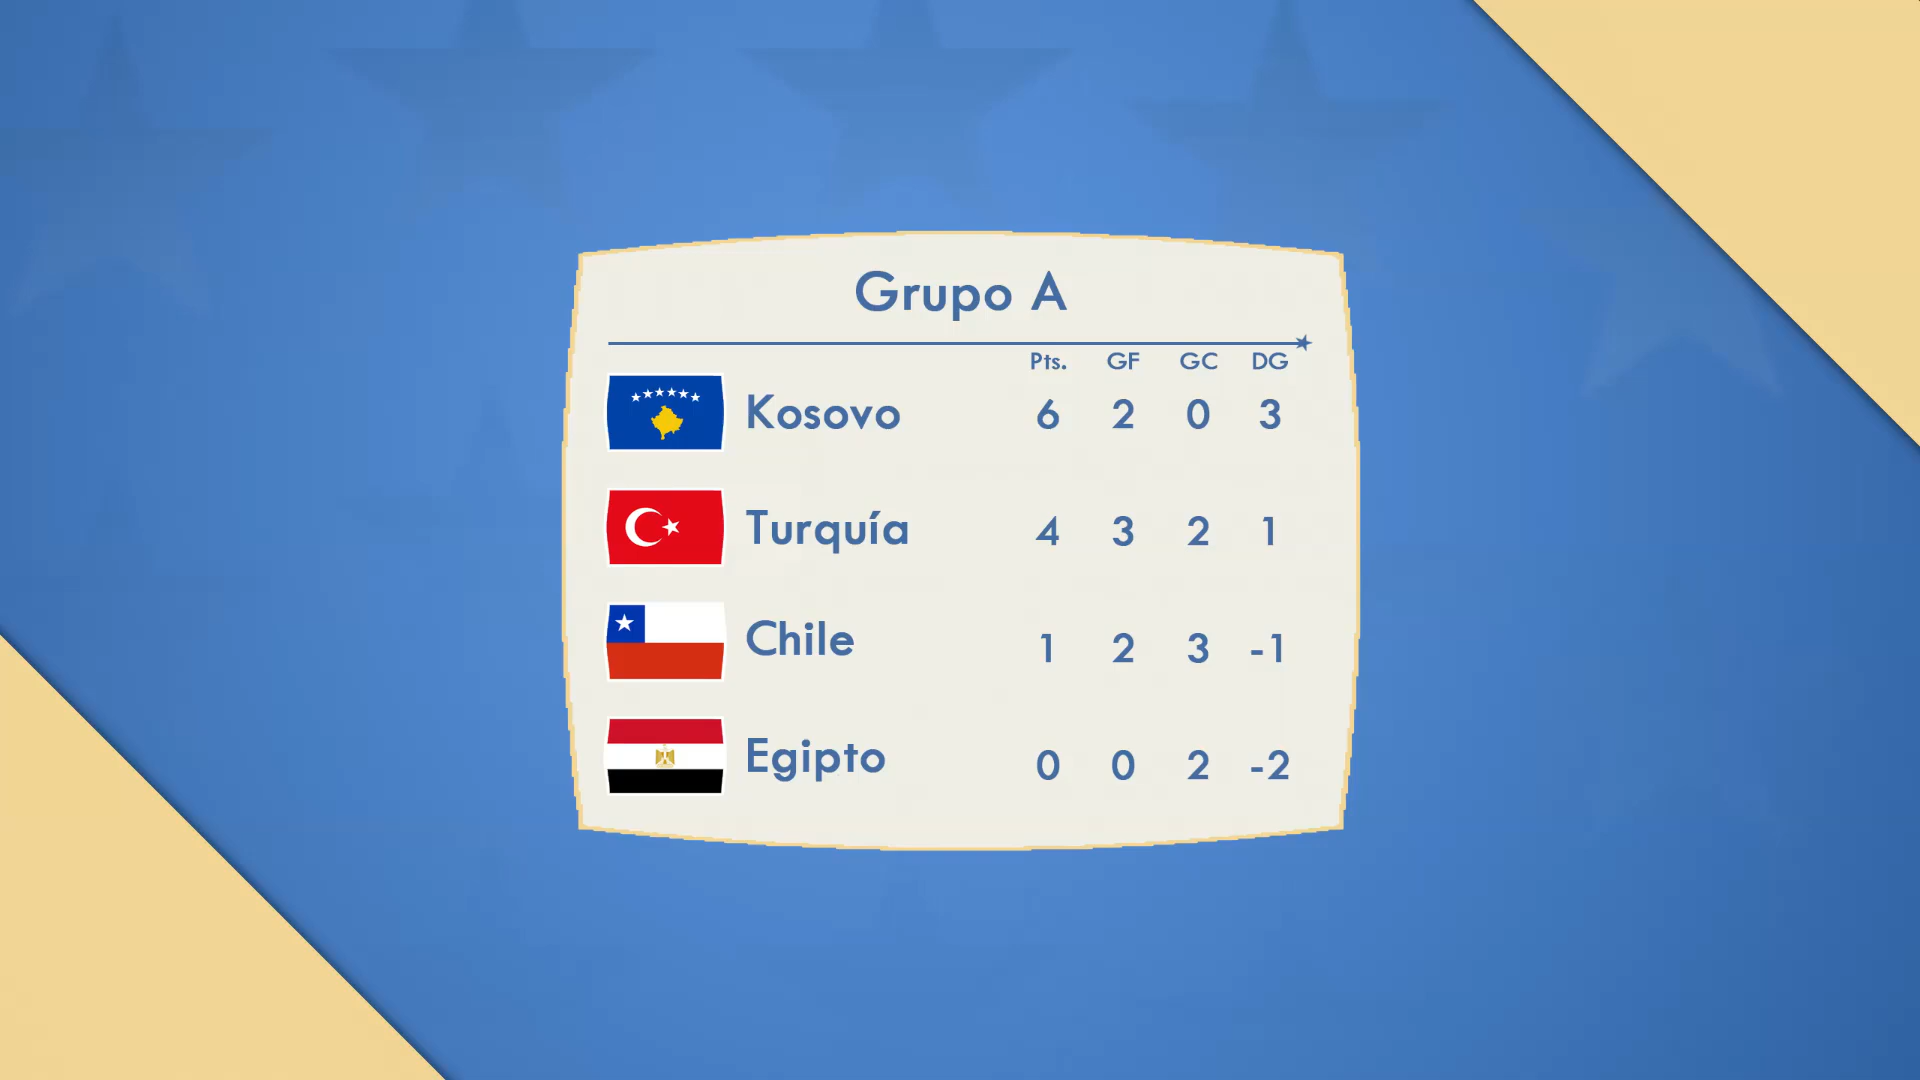 Grupo A
Pts. GF GC DG
Kosovo 6 2 0 3
Turquía 4 3 2 1
Chile 1 2 3 -1
Egipto 0 0 2 -2